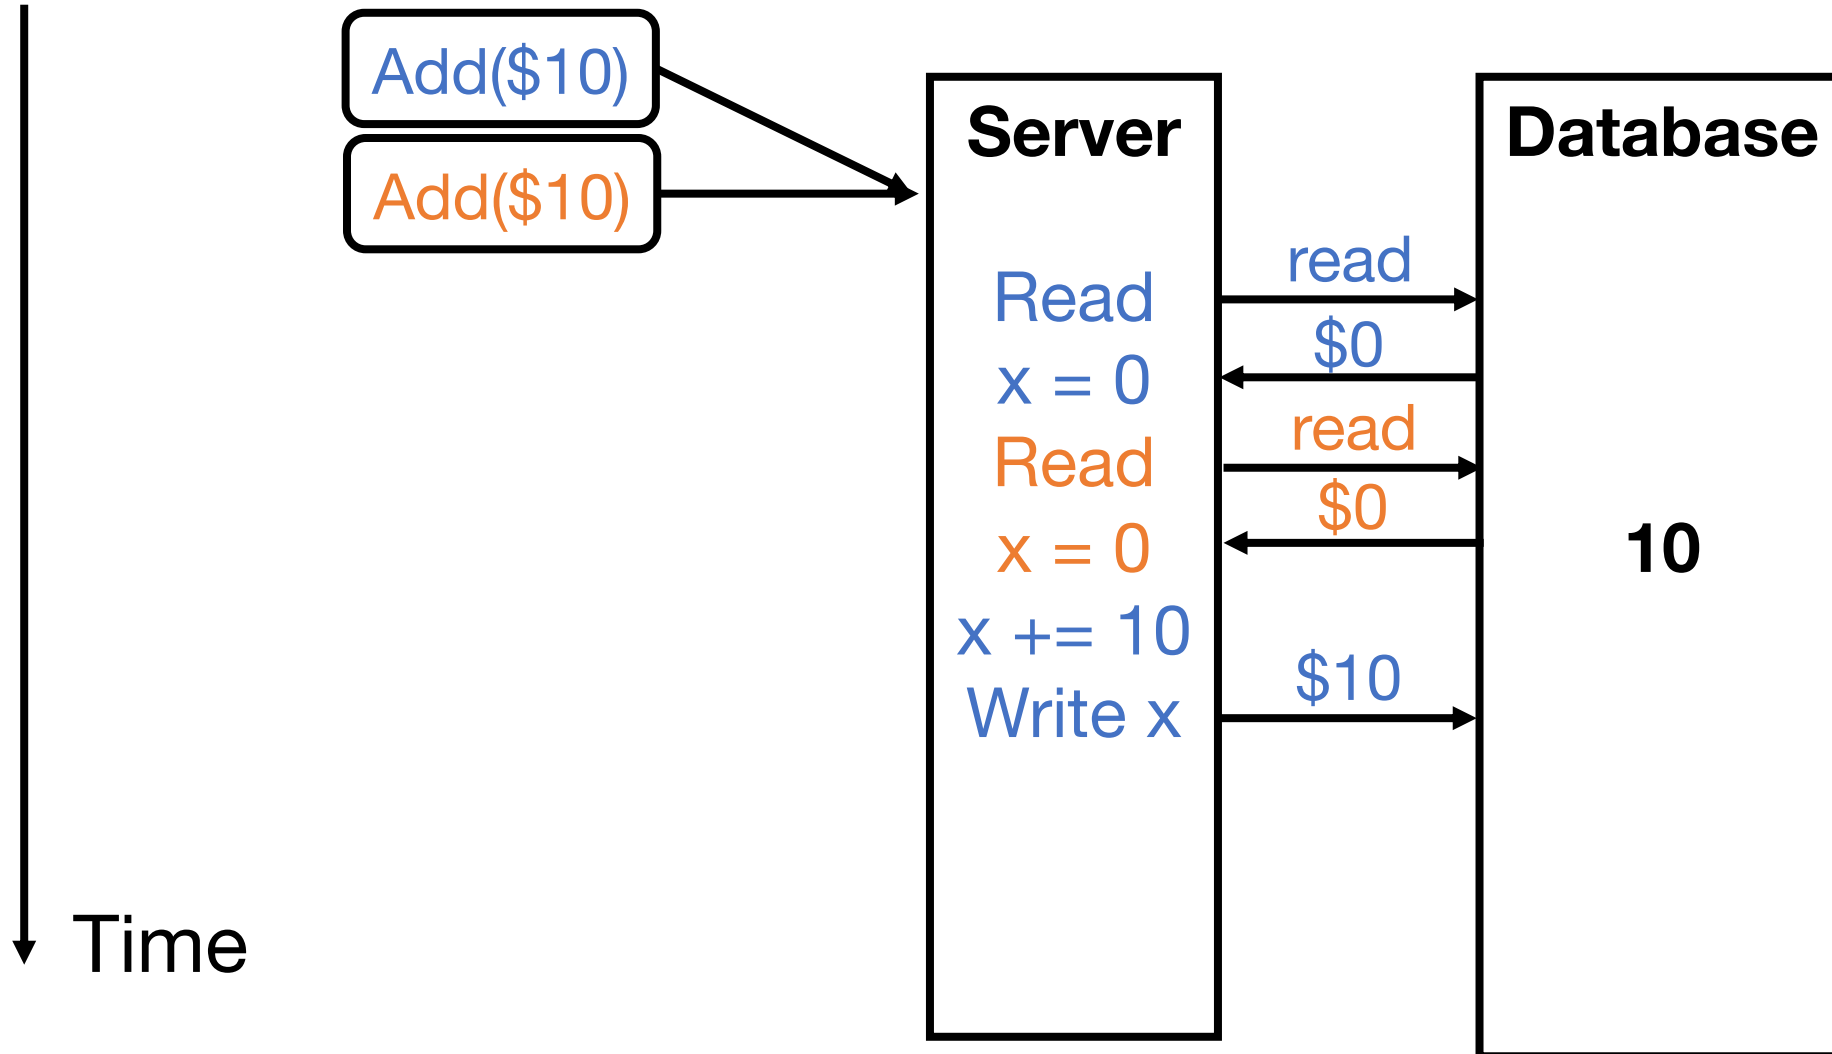 Add($10)
Add($10)
Server
Database
Read
read
x = 0
$0
Read
read
x = 0
$0
10
x += 10
Write x
$10
Time